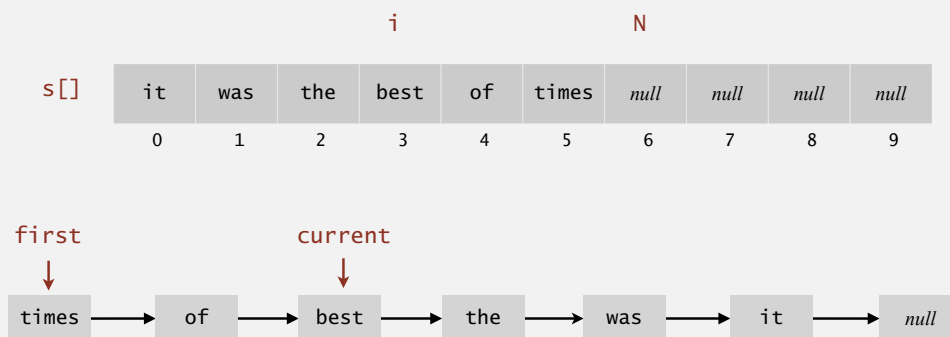 i N
s[] it was the best of times null null null null
0 1 2 3 4 5 6 7 8 9
first current
times of best the was it null